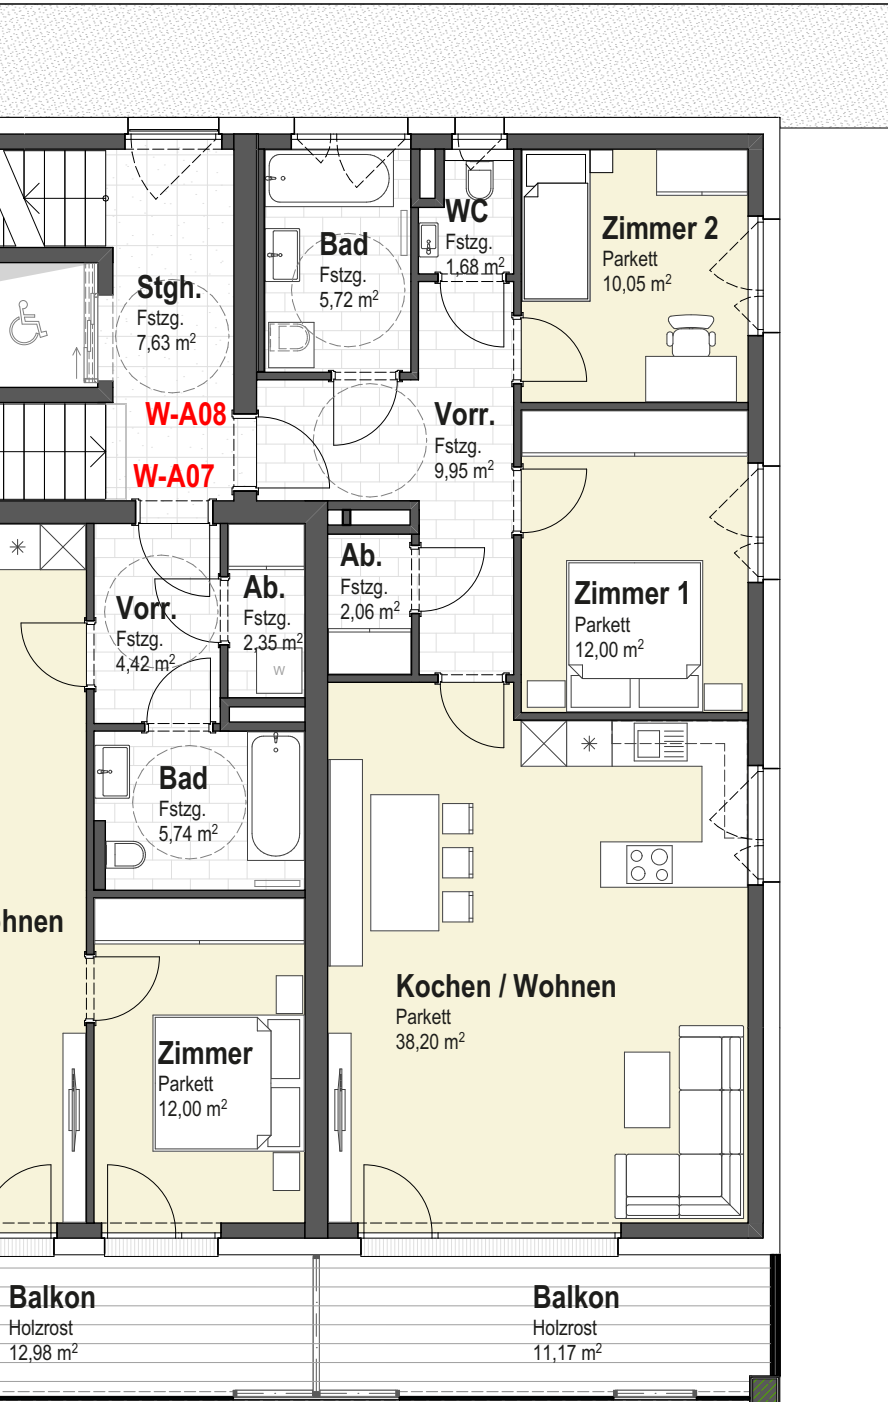 WC
Fstzg.
1,68 m²
Zimmer 2
Parkett
10,05 m²
Bad
Fstzg.
5,72 m²
Stgh.
Fstzg.
7,63 m²
W-A08
Vorr.
Fstzg.
9,95 m²
W-A07
Ab.
Fstzg.
2,06 m²
Zimmer 1
Parkett
12,00 m²
Vorr.
Fstzg.
4,42 m²
Ab.
Fstzg.
2,35 m²
W
Bad
Fstzg.
5,74 m²
hnen
Kochen / Wohnen
Parkett
38,20 m²
Zimmer
Parkett
12,00 m²
Balkon
Holzrost
12,98 m²
Balkon
Holzrost
11,17 m²